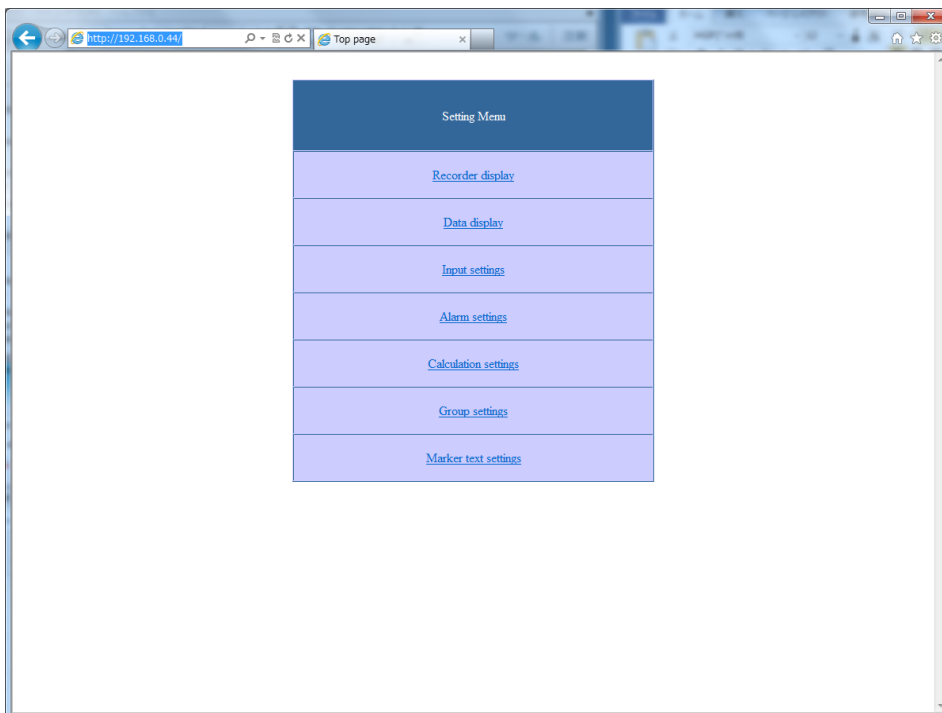 http://192.168.0.44/
Top page
Setting Menu
Recorder display
Data display
Input settings
Alarm settings
Calculation settings
Group settings
Marker text settings